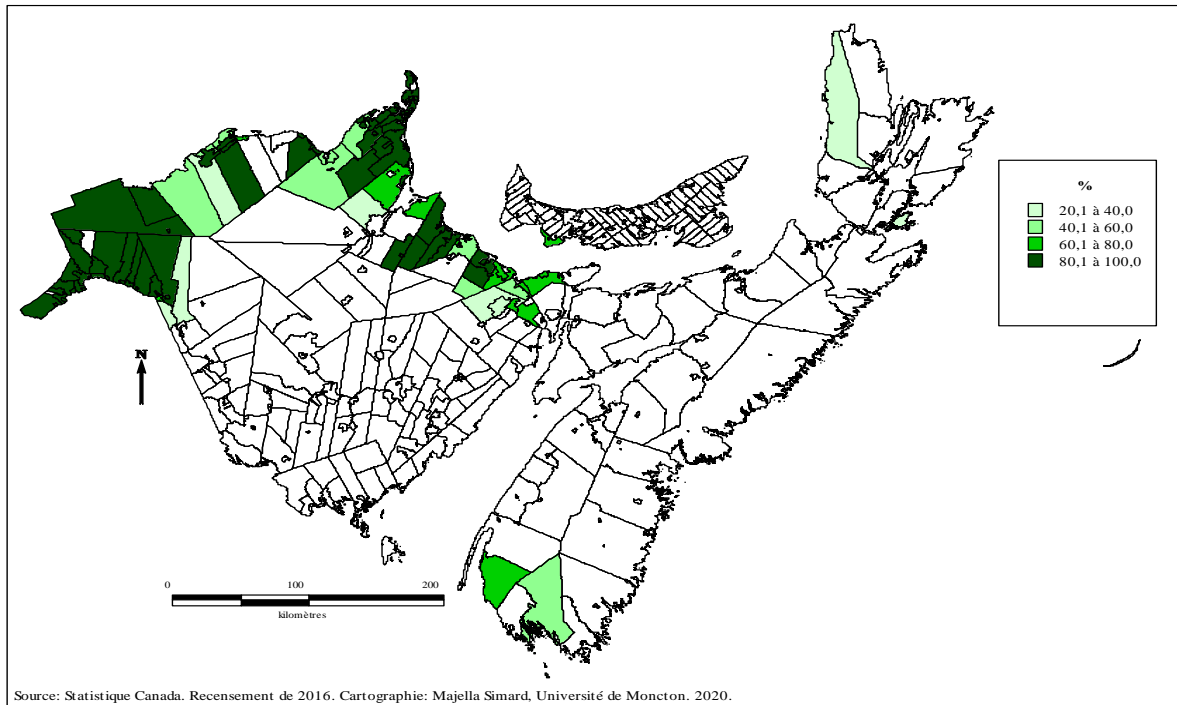 %
20,1 à 40,0
40,1 à 60,0
60,1 à 80,0
80,1 à 100,0
N
0 100 200
kilomètres
Source: Statistique Canada. Recensement de 2016. Cartographie: Majella Simard, Université de Moncton. 2020.